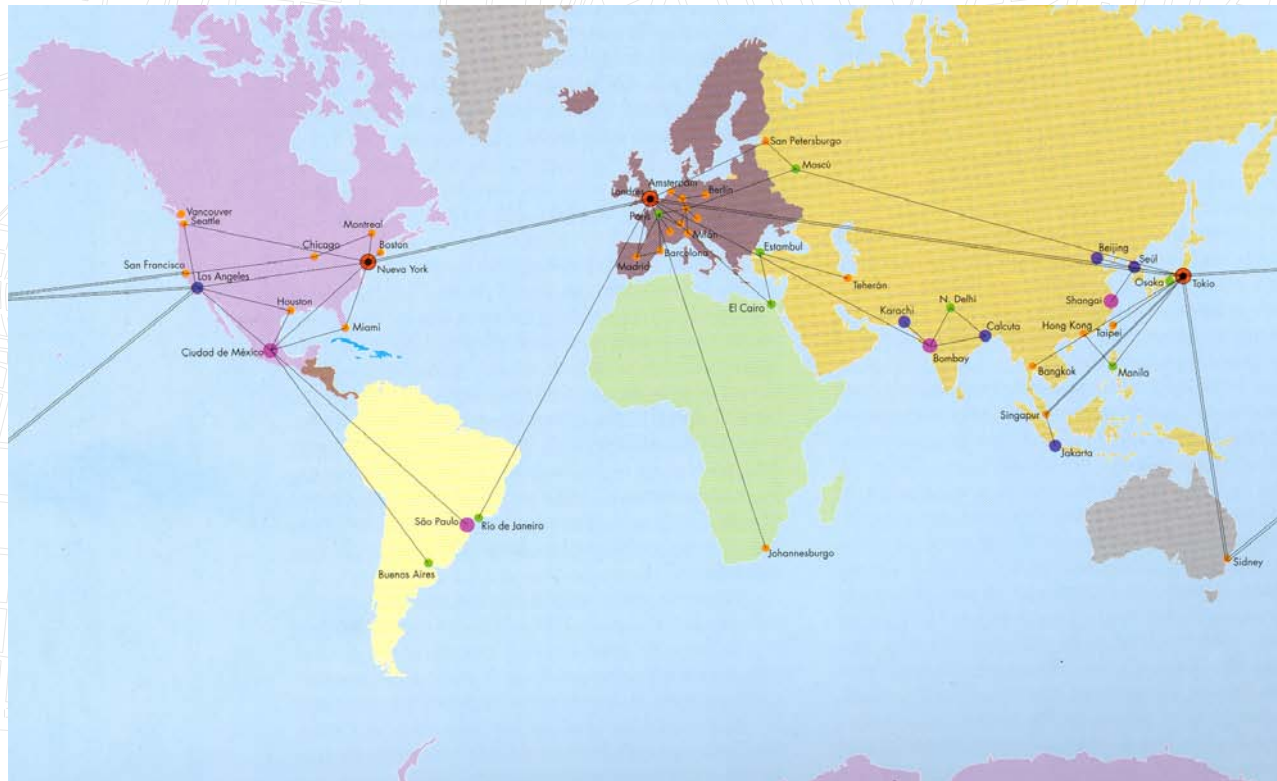 San Petersburgo
Moscú
Amsterdam
Londres
Berlín
París
Milán
Vancouver
Seattle
Montreal
Chicago
Boston
Nueva York
San Francisco
Los Angeles
Houston
Miami
Ciudad de México
Madrid
Barcelona
Estambul
Teherán
El Cairo
Beijing
Seül
Osaka
Tokio
Shangai
N. Delhi
Karachi
Calcuta
Bombay
Hong Kong
Taipei
Bangkok
Manila
Singapur
Jakarta
São Paulo
Río de Janeiro
Buenos Aires
Johannesburgo
Sidney